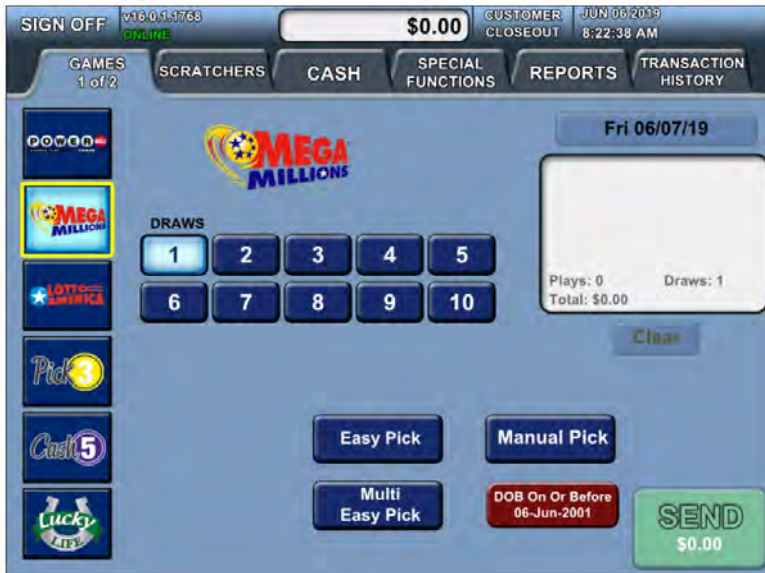 SIGN OFF
v16.0.1.1768
ONLINE
$0.00
CUSTOMER
CLOSEOUT
JUN 06 2019
8:22:38 AM
GAMES
1 of 2
SCRATCHERS
CASH
SPECIAL
FUNCTIONS
REPORTS
TRANSACTION
HISTORY
POWER
MEGA
MILLIONS
Fri 06/07/19
MEGA
MILLIONS
DRAWS
1 2 3 4 5
LOTTO
AMERICA
6 7 8 9 10
Plays: 0 Draws: 1
Total: $0.00
Clear
Pick 3
Easy Pick
Manual Pick
Cash 5
Multi
Easy Pick
DOB On Or Before
06-Jun-2001
SEND
$0.00
Lucky
LIFE